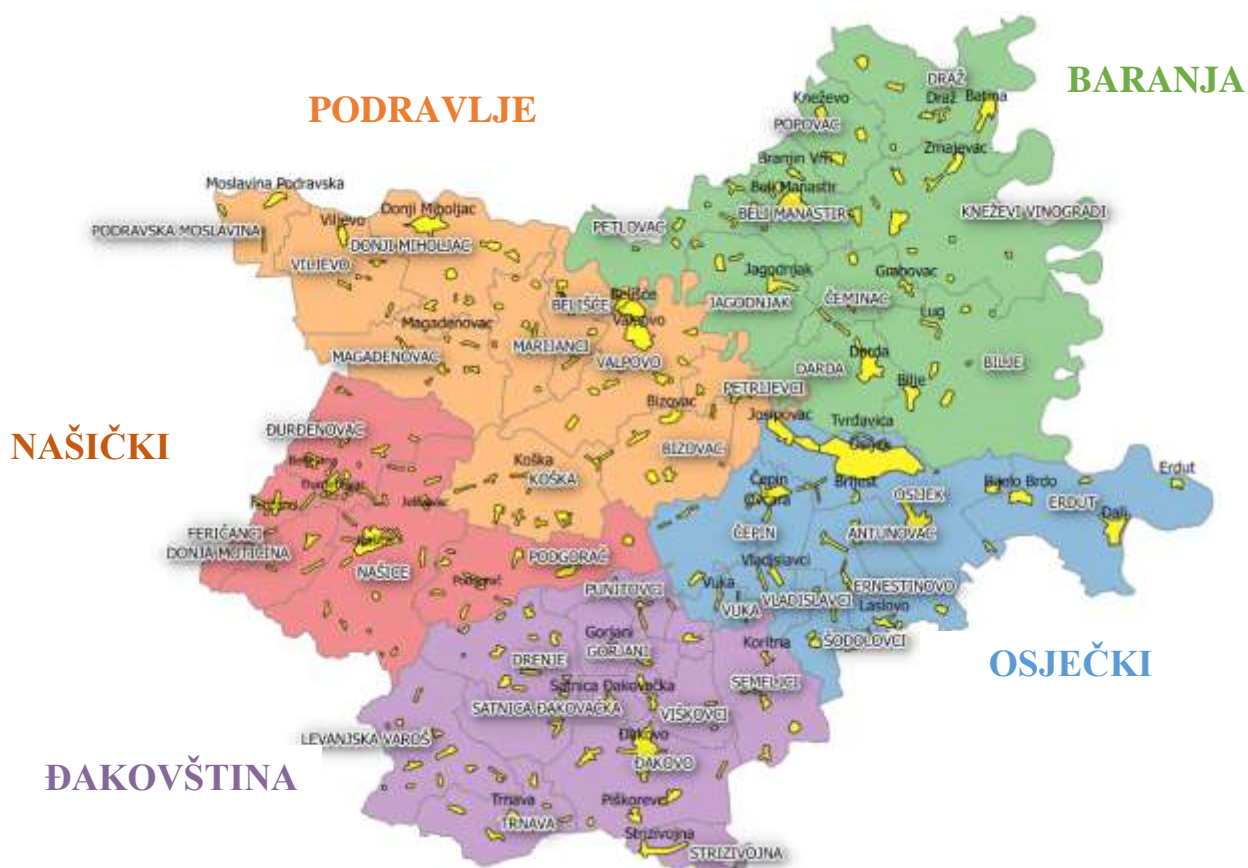 BARANJA
PODRAVLJE
DRAŽ
Draž
Batina
Kneževo
POPOVAC
Branjin Vrh
Zmajevac
Moslavina Podravska
Beli Manastir
BELI MANASTIR
KNEŽEVI VINOGRADI
Donji Miholjac
Viljevo
PODRAVSKA MOSLAVINA
DONJI MIHOLJAC
PETLOVAC
VILJEVO
Jagodnjak
Grabovac
JAGODNJAK
ČEMINAC
BELIŠĆE
Belišće
Valpovo
Lug
Magadenovac
MARIJANCI
MAGADENOVAC
VALPOVO
Darda
DARDA
BILJE
Bilje
PETRIJEVCI
Bizovac
Josipovac
Tvrđavica
Osijek
NAŠIČKI
ĐURĐENOVAC
BIZOVAC
Koška
KOŠKA
Čepin
Brijest
OSIJEK
Bijelo Brdo
Erdut
ERDUT
Dalj
FERIČANCI
DONJA MOTIČINA
NAŠICE
PODGORAČ
Podgorač
ČEPIN
ANTUNOVAC
Vladislavci
PUNITOVCI
Vuka
VUKA
VLADISLAVCI
ERNESTINOVO
Laslovo
ŠODOLOVCI
OSJEČKI
Gorjani
GORJANI
DRENJE
Koritna
SEMELJCI
Satnica Đakovačka
SATNICA ĐAKOVAČKA
VIŠKOVCI
LEVANJSKA VAROŠ
Đakovo
ĐAKOVO
ĐAKOVŠTINA
Trnava
TRNAVA
Piškorevci
Strizivojna
STRIZIVOJNA